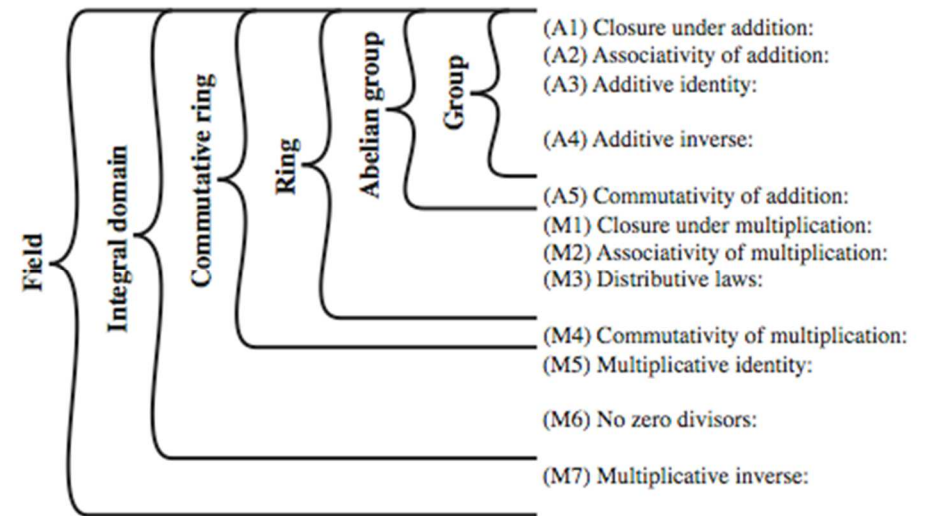 Field
Integral domain
Commutative ring
Ring
Abelian group
Group
(A1) Closure under addition:
(A2) Associativity of addition:
(A3) Additive identity:
(A4) Additive inverse:
(A5) Commutativity of addition:
(M1) Closure under multiplication:
(M2) Associativity of multiplication:
(M3) Distributive laws:
(M4) Commutativity of multiplication:
(M5) Multiplicative identity:
(M6) No zero divisors:
(M7) Multiplicative inverse: